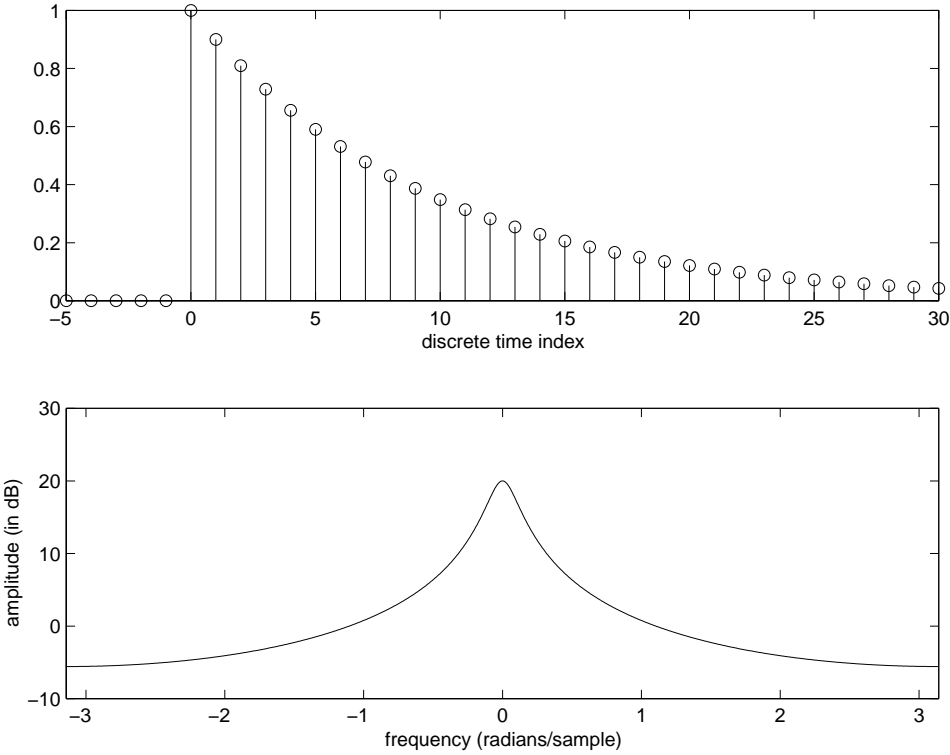 1
0.8
0.6
0.4
0.2
0
−5 0 5 10 15 20 25 30
discrete time index
30
20
10
0
−10
amplitude (in dB)
−3 −2 −1 0 1 2 3
frequency (radians/sample)